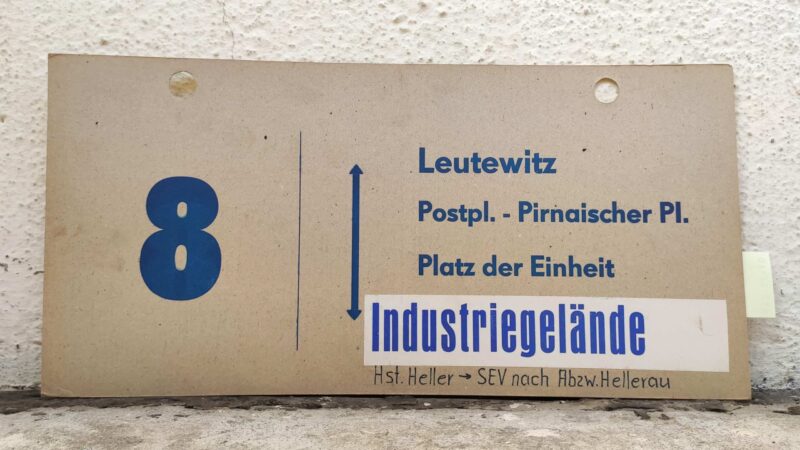 8
Leutewitz
Postpl. - Pirnaischer Pl.
Platz der Einheit
Industriegelände
Hst. Heller → SEV nach Abzw. Hellerau